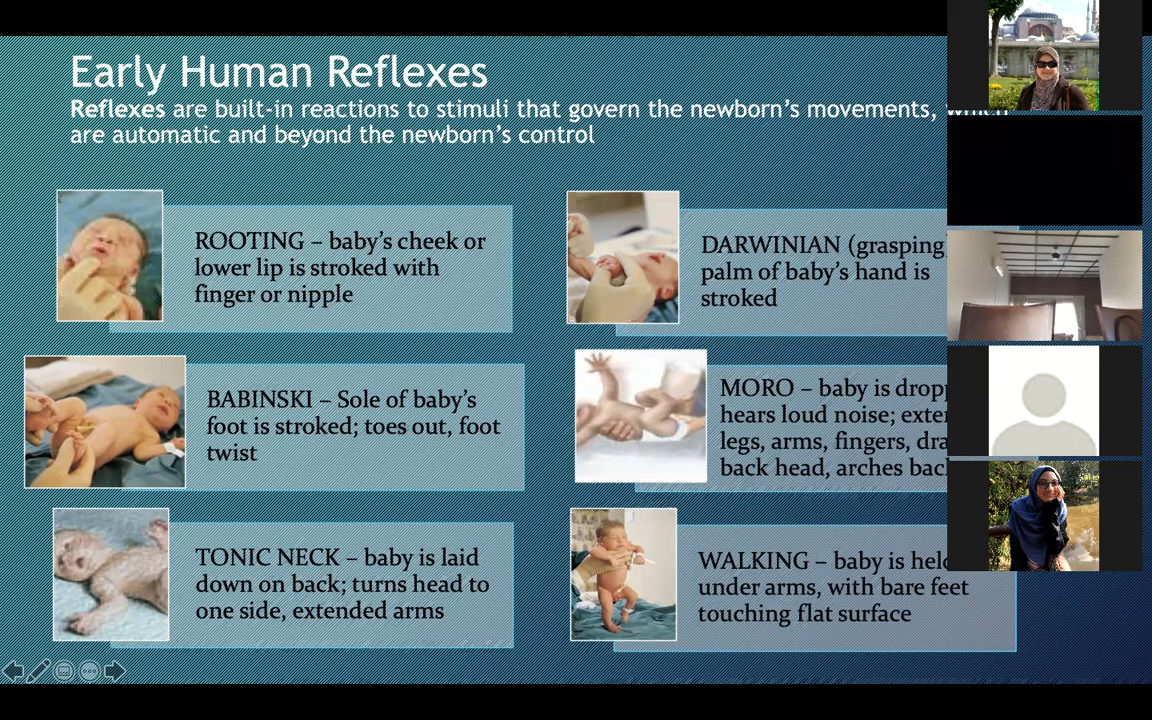 Early Human Reflexes
Reflexes are built-in reactions to stimuli that govern the newborn’s movements, which
are automatic and beyond the newborn’s control
ROOTING – baby’s cheek or
lower lip is stroked with
finger or nipple
DARWINIAN (grasping
palm of baby’s hand is
stroked
BABINSKI – Sole of baby’s
foot is stroked; toes out, foot
twist
MORO – baby is
hears loud noise;
legs, arms, fingers,
back head, arches
TONIC NECK – baby is laid
down on back; turns head to
one side, extended arms
WALKING – baby is
under arms, with bare feet
touching flat surface